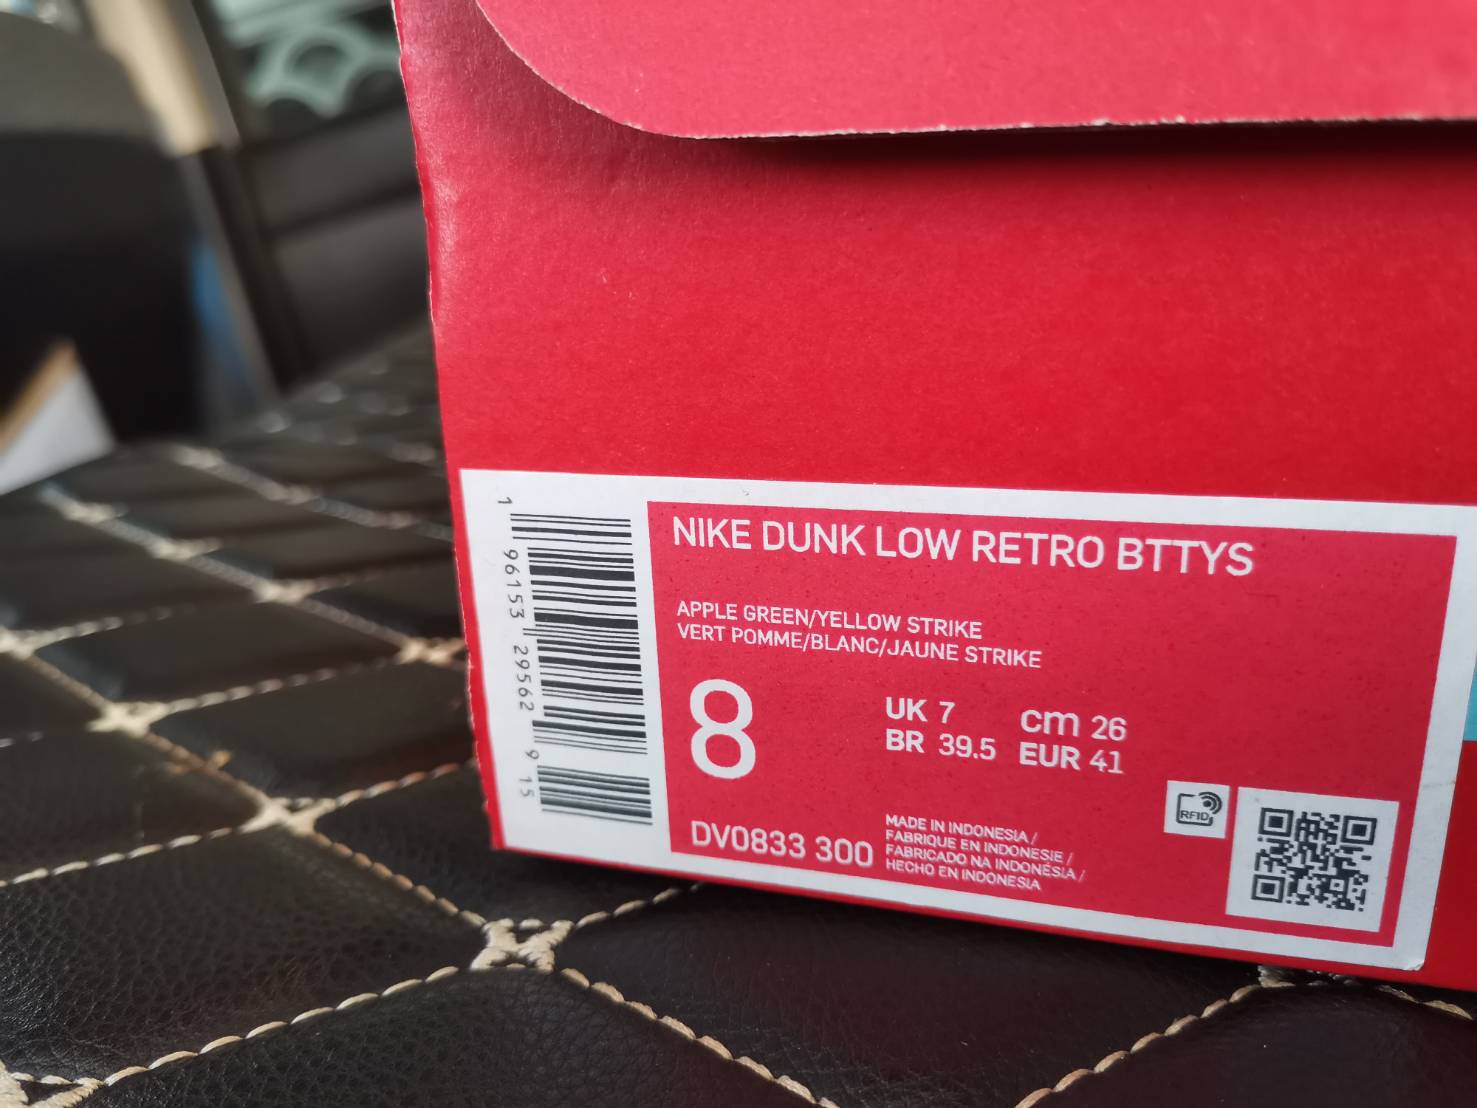 NIKE DUNK LOW RETRO BTTYS
APPLE GREEN/YELLOW STRIKE
VERT POMME/BLANC/JAUNE STRIKE
8
UK 7 cm 26
BR 39.5 EUR 41
DV0833 300
MADE IN INDONESIA /
FABRIQUE EN INDONESIE /
FABRICADO NA INDONÉSIA /
HECHO EN INDONESIA
RFID
1 96153 29562 9 15